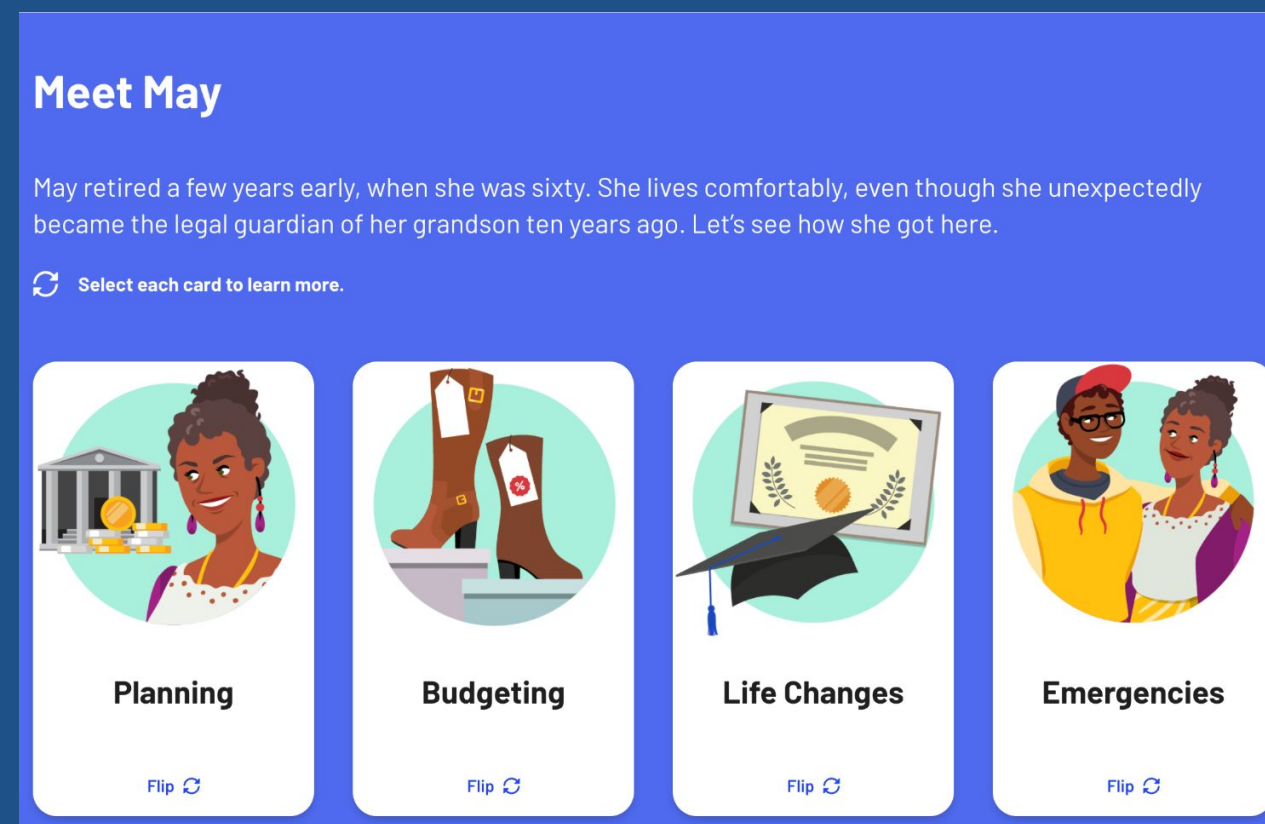 Meet May
May retired a few years early, when she was sixty. She lives comfortably, even though she unexpectedly
became the legal guardian of her grandson ten years ago. Let’s see how she got here.
Select each card to learn more.
%
Planning
Budgeting
Life Changes
Emergencies
Flip
Flip
Flip
Flip